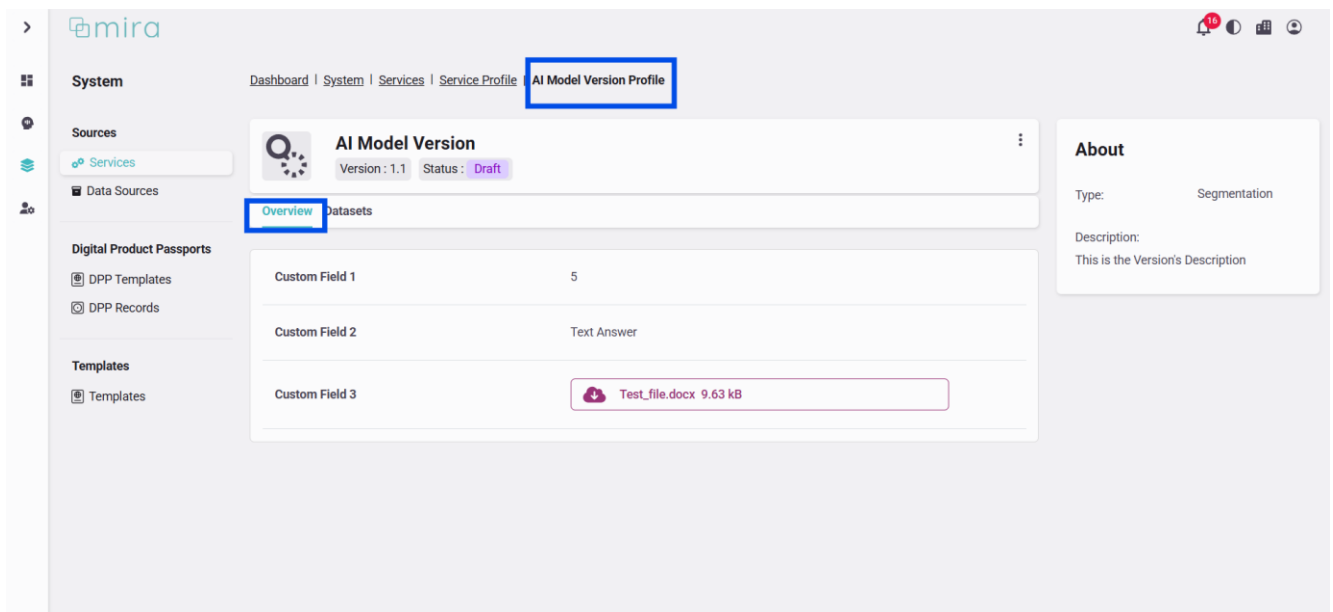 mira
16
System
Dashboard | System | Services | Service Profile | AI Model Version Profile
Sources
Services
Data Sources
Digital Product Passports
DPP Templates
DPP Records
Templates
Templates
AI Model Version
Version : 1.1 Status : Draft
Overview Datasets
Custom Field 1 5
Custom Field 2 Text Answer
Custom Field 3 Test_file.docx 9.63 kB
About
Type: Segmentation
Description:
This is the Version's Description